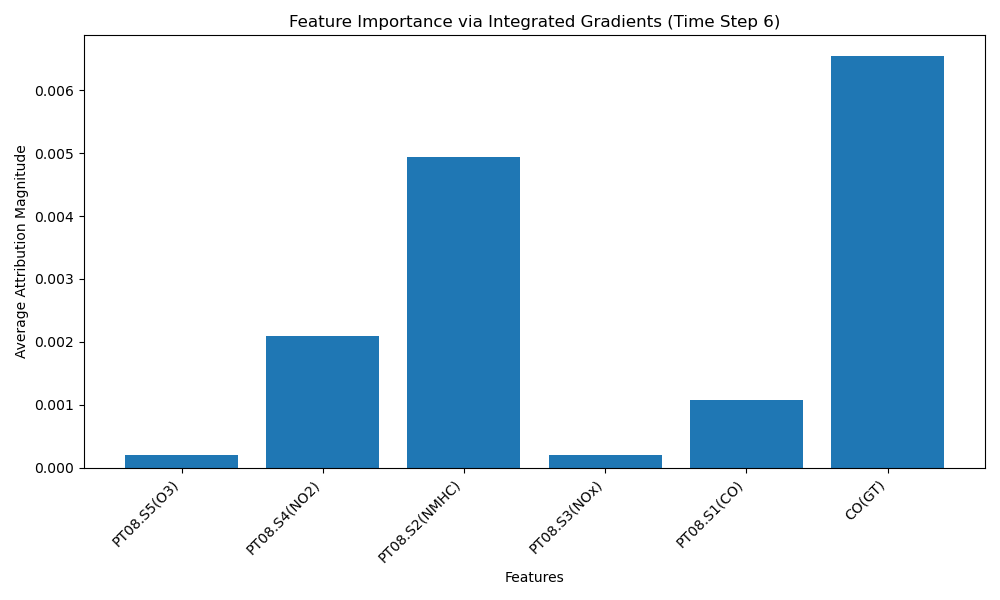 Feature Importance via Integrated Gradients (Time Step 6)
Average Attribution Magnitude
0.006
0.005
0.004
0.003
0.002
0.001
0.000
PT08.S5(O3)
PT08.S4(NO2)
PT08.S2(NMHC)
PT08.S3(NOx)
PT08.S1(CO)
CO(GT)
Features